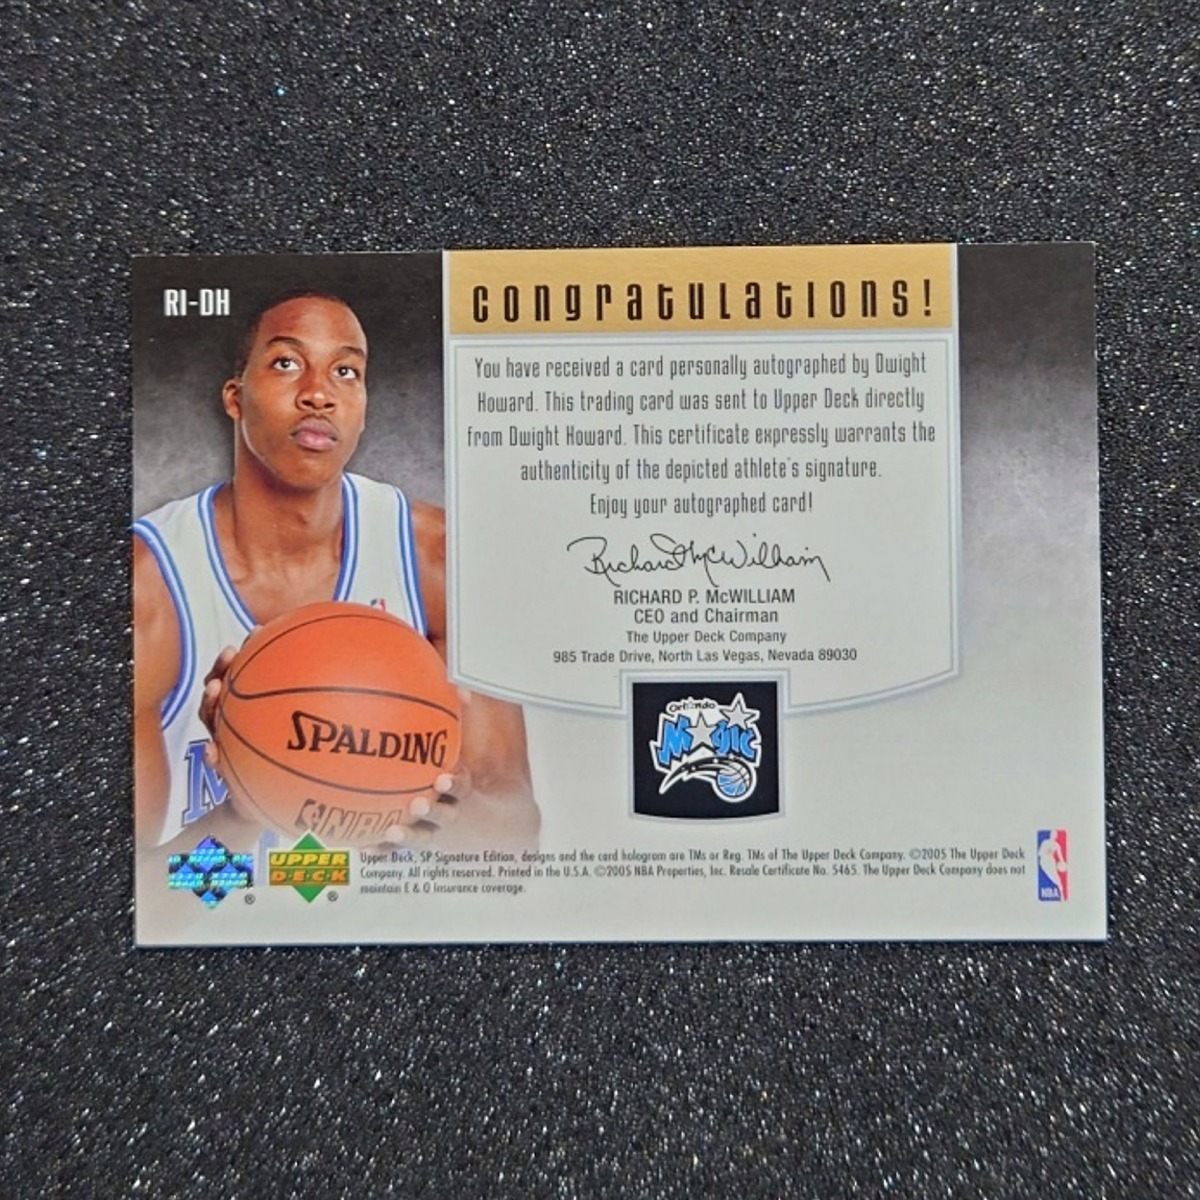 RI-DH
Congratulations!
You have received a card personally autographed by Dwight
Howard. This trading card was sent to Upper Deck directly
from Dwight Howard. This certificate expressly warrants the
authenticity of the depicted athlete's signature.
Enjoy your autographed card!
Richard McWilliam
RICHARD P. McWILLIAM
CEO and Chairman
The Upper Deck Company
985 Trade Drive, North Las Vegas, Nevada 89030
SPALDING
NBA
M
Orlando
Magic
UPPER
DECK
®
®
Upper Deck, SP Signature Edition, designs and the card hologram are TMs or Reg. TMs of The Upper Deck Company. ©2005 The Upper Deck
Company. All rights reserved. Printed in the U.S.A. ©2005 NBA Properties, Inc. Resale Certificate No. 5465. The Upper Deck Company does not
maintain E & O Insurance coverage.
NBA